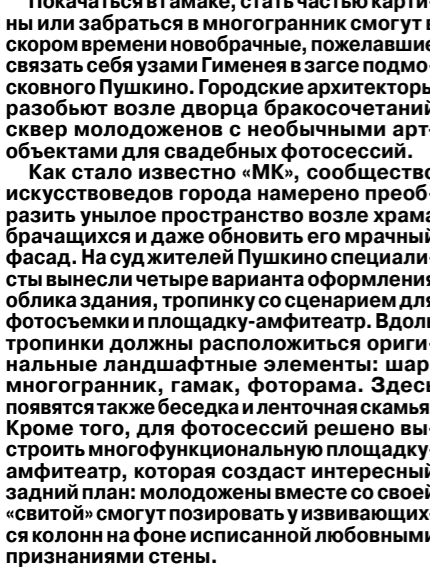 Покачаться в гамаке, стать частью карти-
ны или забраться в многогранник смогут в
скором времени новобрачные, пожелавшие
связать себя узами Гименея в загсе подмо-
сковного Пушкино. Городские архитекторы
разобьют возле дворца бракосочетаний
сквер молодоженов с необычными арт-
объектами для свадебных фотосессий.
Как стало известно «МК», сообщество
искусствоведов города намерено преоб-
разить унылое пространство возле храма
брачащихся и даже обновить его мрачный
фасад. На суд жителей Пушкино специали-
сты вынесли четыре варианта оформления
облика здания, тропинку со сценарием для
фотосъемки и площадку-амфитеатр. Вдоль
тропинки должны расположиться ориги-
нальные ландшафтные элементы: шар,
многогранник, гамак, фоторама. Здесь
появятся также беседка и ленточная скамья.
Кроме того, для фотосессий решено вы-
строить многофункциональную площадку-
амфитеатр, которая создаст интересный
задний план: молодожены вместе со своей
«свитой» смогут позировать у извивающих-
ся колонн на фоне исписанной любовными
признаниями стены.